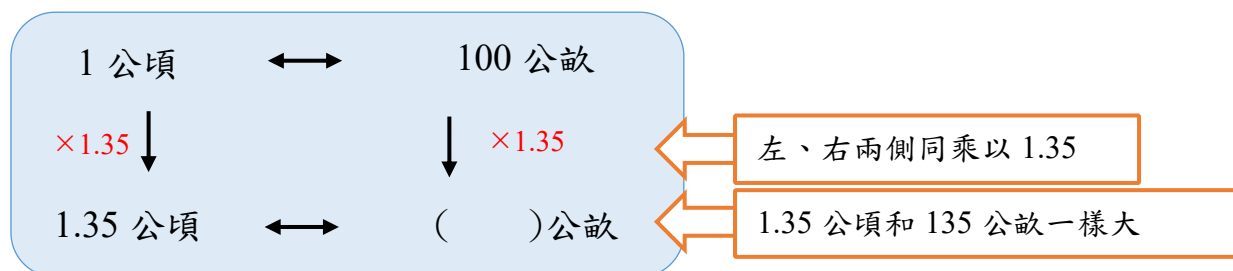 1 公頃 100 公畝
×1.35 ×1.35 左、右兩側同乘以 1.35
1.35 公頃 (  )公畝 1.35 公頃和 135 公畝一樣大